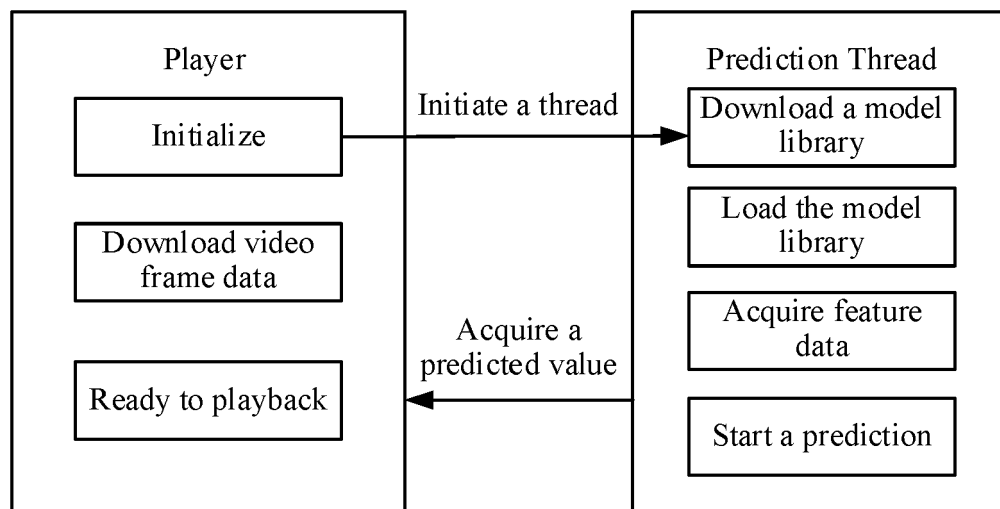 Player
Initialize
Download video
frame data
Ready to playback
Initiate a thread
Acquire a
predicted value
Prediction Thread
Download a model
library
Load the model
library
Acquire feature
data
Start a prediction